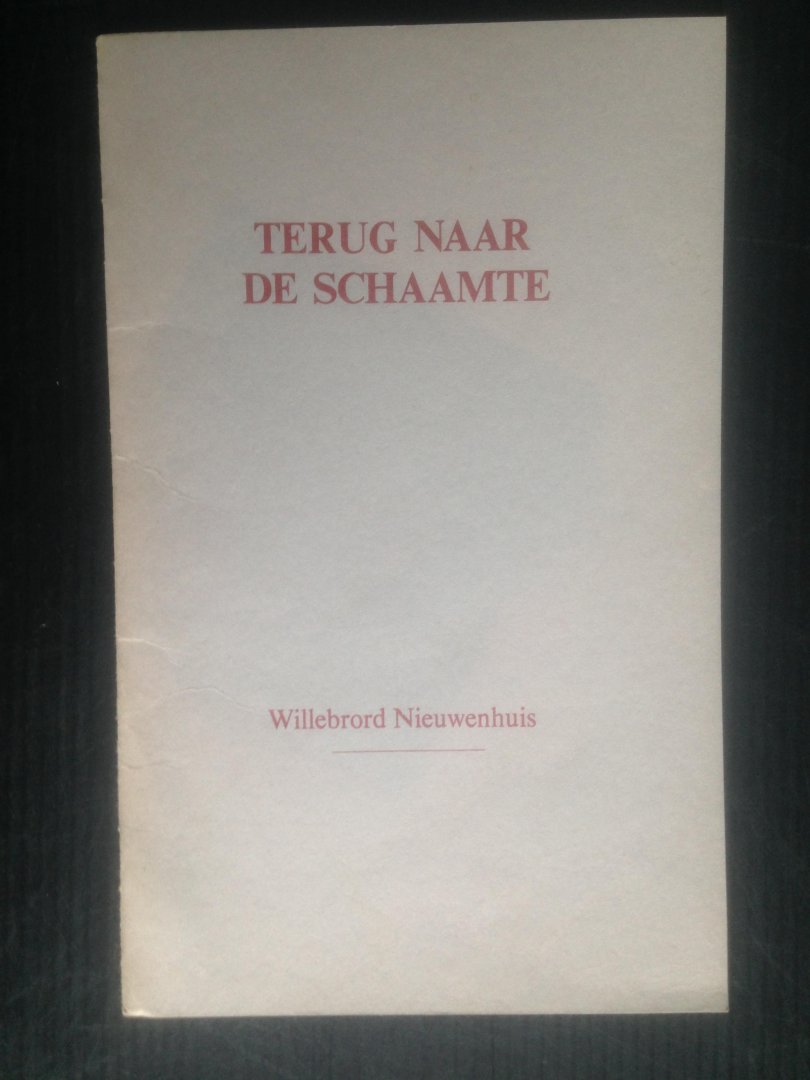 TERUG NAAR
DE SCHAAMTE
Willebrord Nieuwenhuis